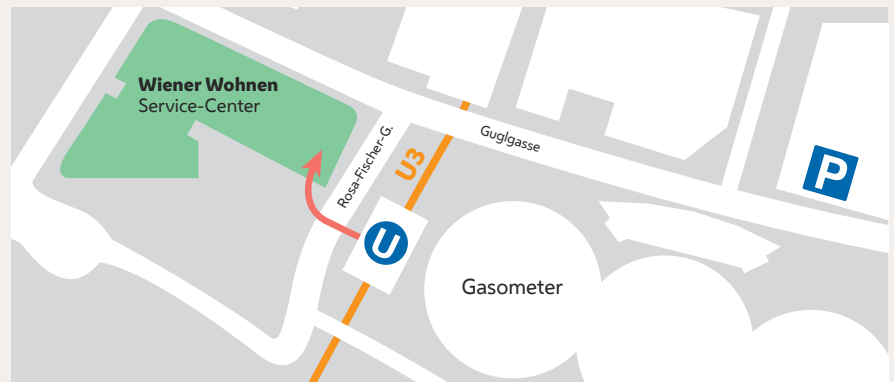 Wiener Wohnen
Service-Center
Rosa-Fischer-G.
U3
Guglgasse
P
U
Gasometer